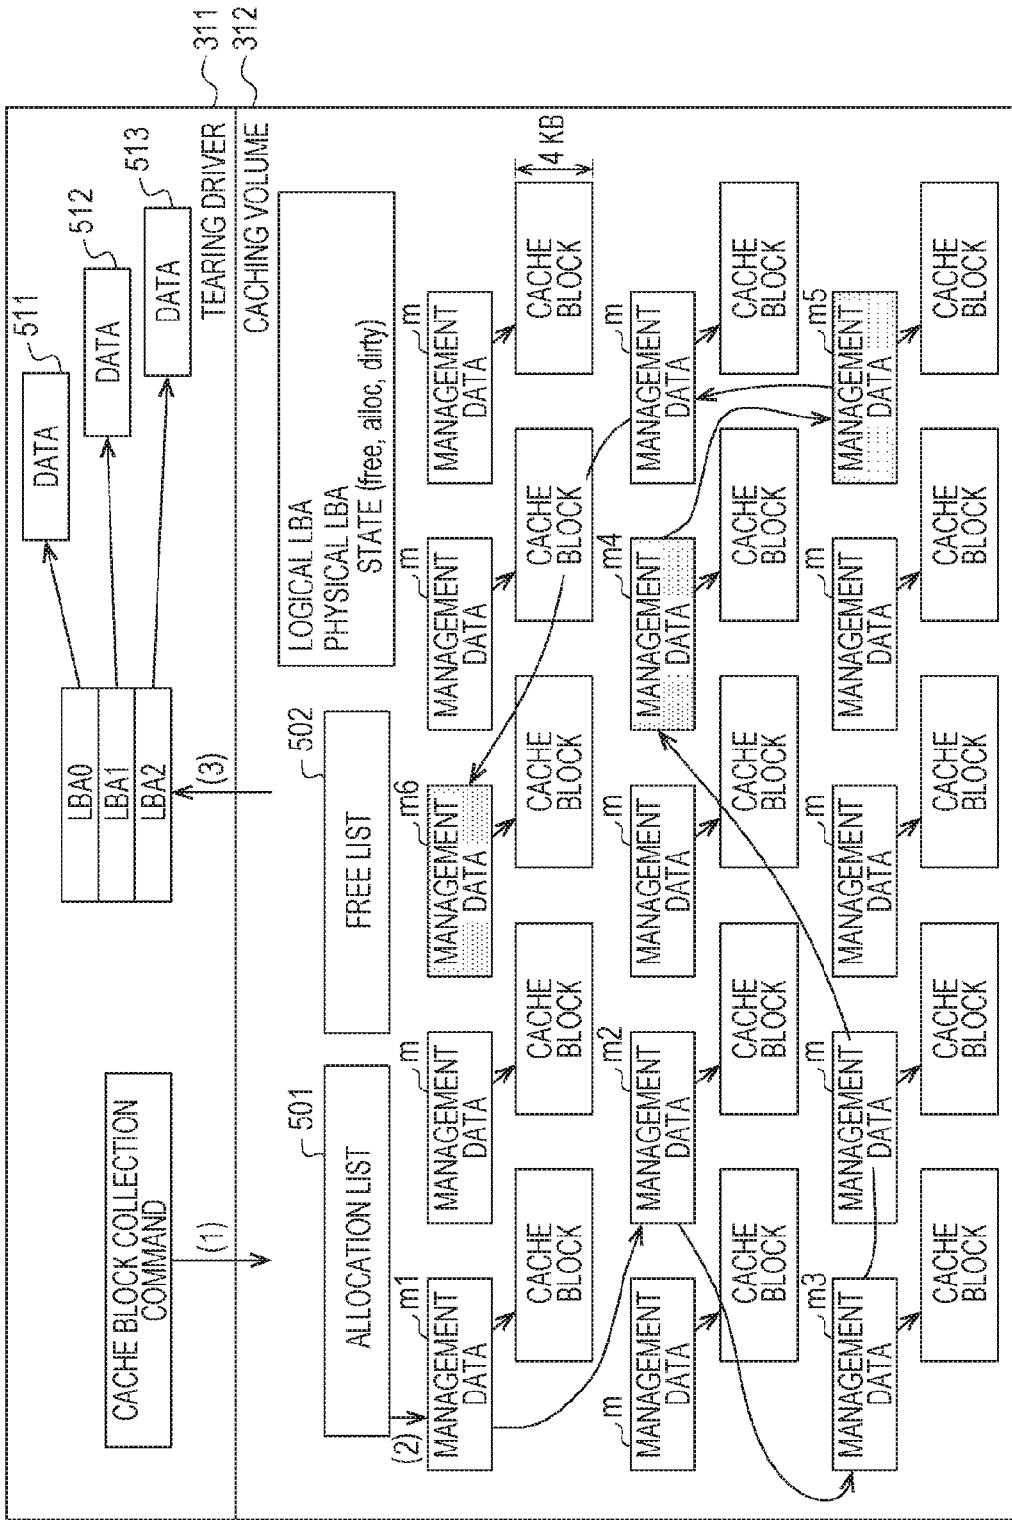 CACHE BLOCK COLLECTION
COMMAND
(1)
LBA0
LBA1
LBA2
(3)
DATA
511
DATA
512
DATA
513
TEARING DRIVER
311
CACHING VOLUME
312
ALLOCATION LIST
501
(2)
FREE LIST
502
LOGICAL LBA
PHYSICAL LBA
STATE (free, alloc, dirty)
m1
MANAGEMENT
DATA
m
MANAGEMENT
DATA
m6
MANAGEMENT
DATA
m
MANAGEMENT
DATA
m
MANAGEMENT
DATA
CACHE
BLOCK
CACHE
BLOCK
CACHE
BLOCK
CACHE
BLOCK
CACHE
BLOCK
4 KB
m
MANAGEMENT
DATA
m2
MANAGEMENT
DATA
m
MANAGEMENT
DATA
m4
MANAGEMENT
DATA
m
MANAGEMENT
DATA
CACHE
BLOCK
CACHE
BLOCK
CACHE
BLOCK
CACHE
BLOCK
CACHE
BLOCK
m3
MANAGEMENT
DATA
m
MANAGEMENT
DATA
m
MANAGEMENT
DATA
m
MANAGEMENT
DATA
m5
MANAGEMENT
DATA
CACHE
BLOCK
CACHE
BLOCK
CACHE
BLOCK
CACHE
BLOCK
CACHE
BLOCK